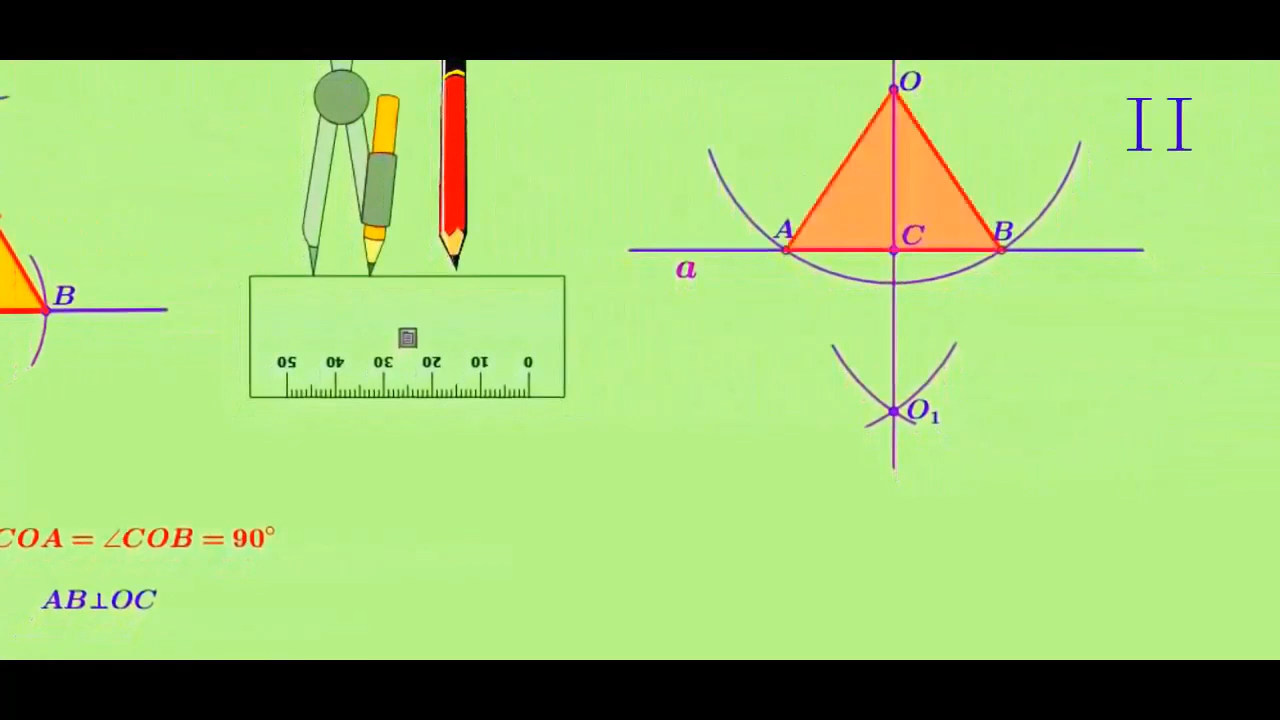 O
II
A
C
B
a
B
50 40 30 20 10 0
O₁
COA = ∠COB = 90°
AB⊥OC